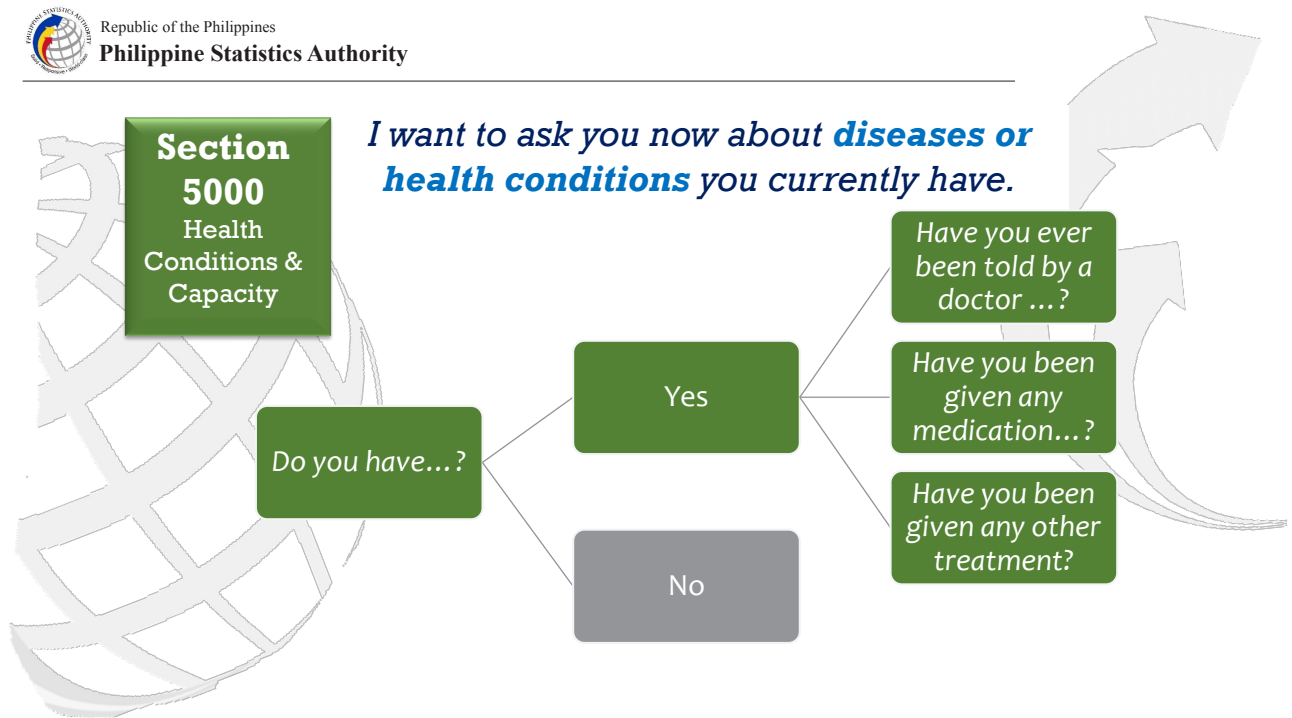 Republic of the Philippines
Philippine Statistics Authority
Section
5000
Health
Conditions &
Capacity
I want to ask you now about diseases or
health conditions you currently have.
Do you have...?
Yes
No
Have you ever
been told by a
doctor ...?
Have you been
given any
medication...?
Have you been
given any other
treatment?